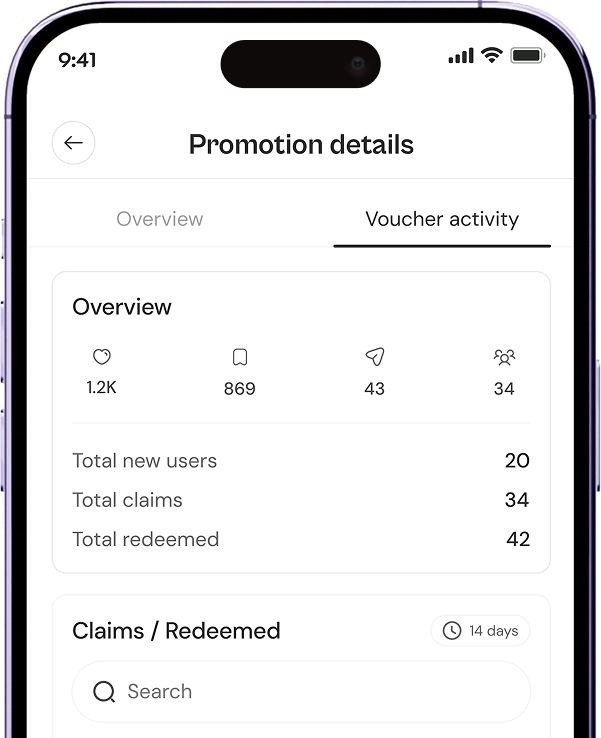 9:41
Promotion details
Overview
Voucher activity
Overview
1.2K
869
43
34
Total new users
20
Total claims
34
Total redeemed
42
Claims / Redeemed
14 days
Search